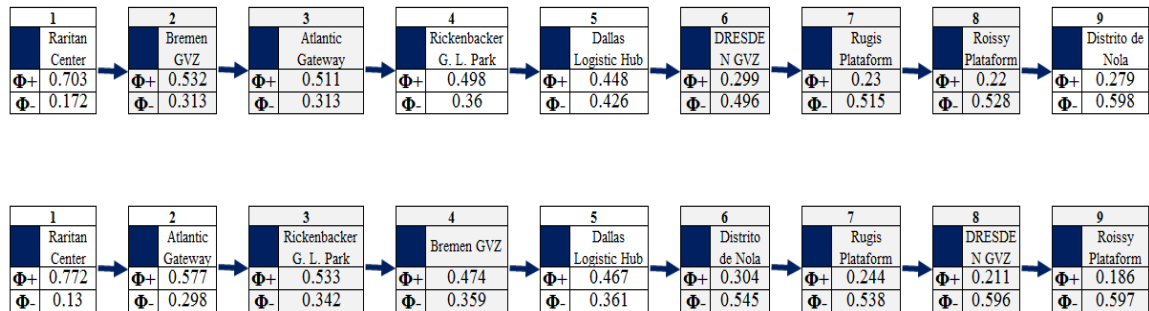 1 2 3 4 5 6 7 8 9
Raritan Bremen Atlantic Rickenbacker Dallas DRESDE Rugis Roissy Distrito de
Center GVZ Gateway G. L. Park Logistic Hub N GVZ Plataform Plataform Nola
Φ+ 0.703 Φ+ 0.532 Φ+ 0.511 Φ+ 0.498 Φ+ 0.448 Φ+ 0.299 Φ+ 0.23 Φ+ 0.22 Φ+ 0.279
Φ- 0.172 Φ- 0.313 Φ- 0.313 Φ- 0.36 Φ- 0.426 Φ- 0.496 Φ- 0.515 Φ- 0.528 Φ- 0.598
1 2 3 4 5 6 7 8 9
Raritan Atlantic Rickenbacker Bremen GVZ Dallas Distrito Rugis DRESDE Roissy
Center Gateway G. L. Park Logistic Hub de Nola Plataform N GVZ Plataform
Φ+ 0.772 Φ+ 0.577 Φ+ 0.533 Φ+ 0.474 Φ+ 0.467 Φ+ 0.304 Φ+ 0.244 Φ+ 0.211 Φ+ 0.186
Φ- 0.13 Φ- 0.298 Φ- 0.342 Φ- 0.359 Φ- 0.361 Φ- 0.545 Φ- 0.538 Φ- 0.596 Φ- 0.597